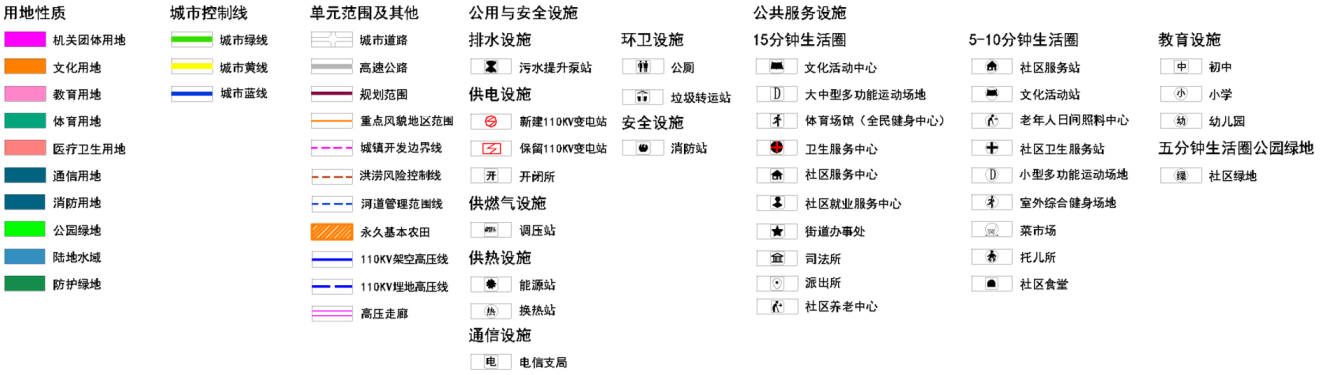 用地性质
机关团体用地
文化用地
教育用地
体育用地
医疗卫生用地
通信用地
消防用地
公园绿地
陆地水域
防护绿地
城市控制线
城市绿线
城市黄线
城市蓝线
单元范围及其他
城市道路
高速公路
规划范围
重点风貌地区范围
城镇开发边界线
洪涝风险控制线
河道管理范围线
永久基本农田
110KV架空高压线
110KV埋地高压线
高压走廊
公用与安全设施
排水设施
污水提升泵站
供电设施
新建110KV变电站
保留110KV变电站
开 开闭所
供燃气设施
调压 调压站
供热设施
能源站
热 换热站
通信设施
电 电信支局
环卫设施
公厕
垃圾转运站
安全设施
消防站
公共服务设施
15分钟生活圈
文化活动中心
D 大中型多功能运动场地
体育场馆（全民健身中心）
卫生服务中心
社区服务中心
社区就业服务中心
街道办事处
司法所
派出所
社区养老中心
5-10分钟生活圈
社区服务站
文化活动站
老年人日间照料中心
社区卫生服务站
D 小型多功能运动场地
室外综合健身场地
菜市场
托儿所
社区食堂
教育设施
中 初中
小 小学
幼 幼儿园
五分钟生活圈公园绿地
绿 社区绿地